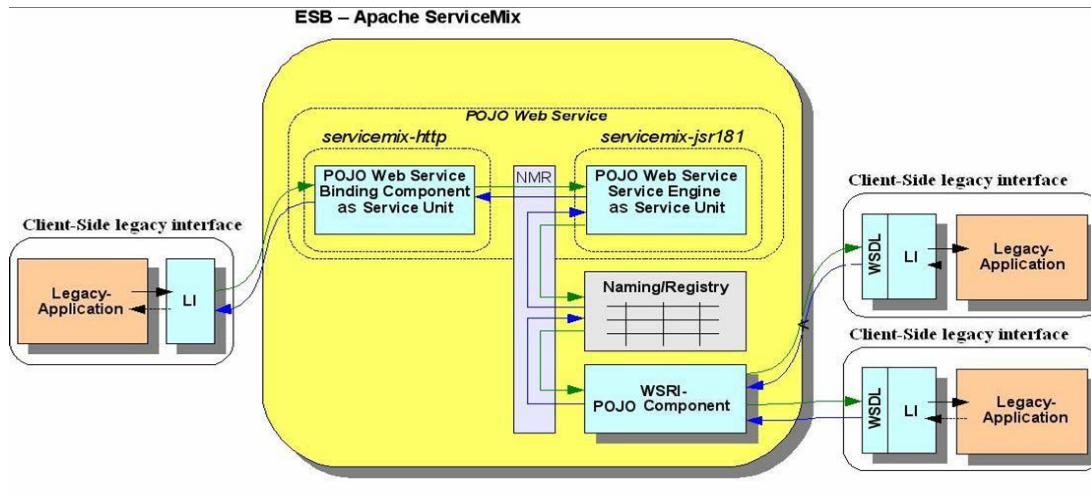 ESB – Apache ServiceMix
POJO Web Service
servicemix-http
servicemix-jsr181
POJO Web Service
Binding Component
as Service Unit
NMR
POJO Web Service
Service Engine
as Service Unit
Client-Side legacy interface
Legacy-
Application
LI
Naming/Registry
WSRI-
POJO Component
Client-Side legacy interface
WSDL
LI
Legacy-
Application
Client-Side legacy interface
WSDL
LI
Legacy-
Application